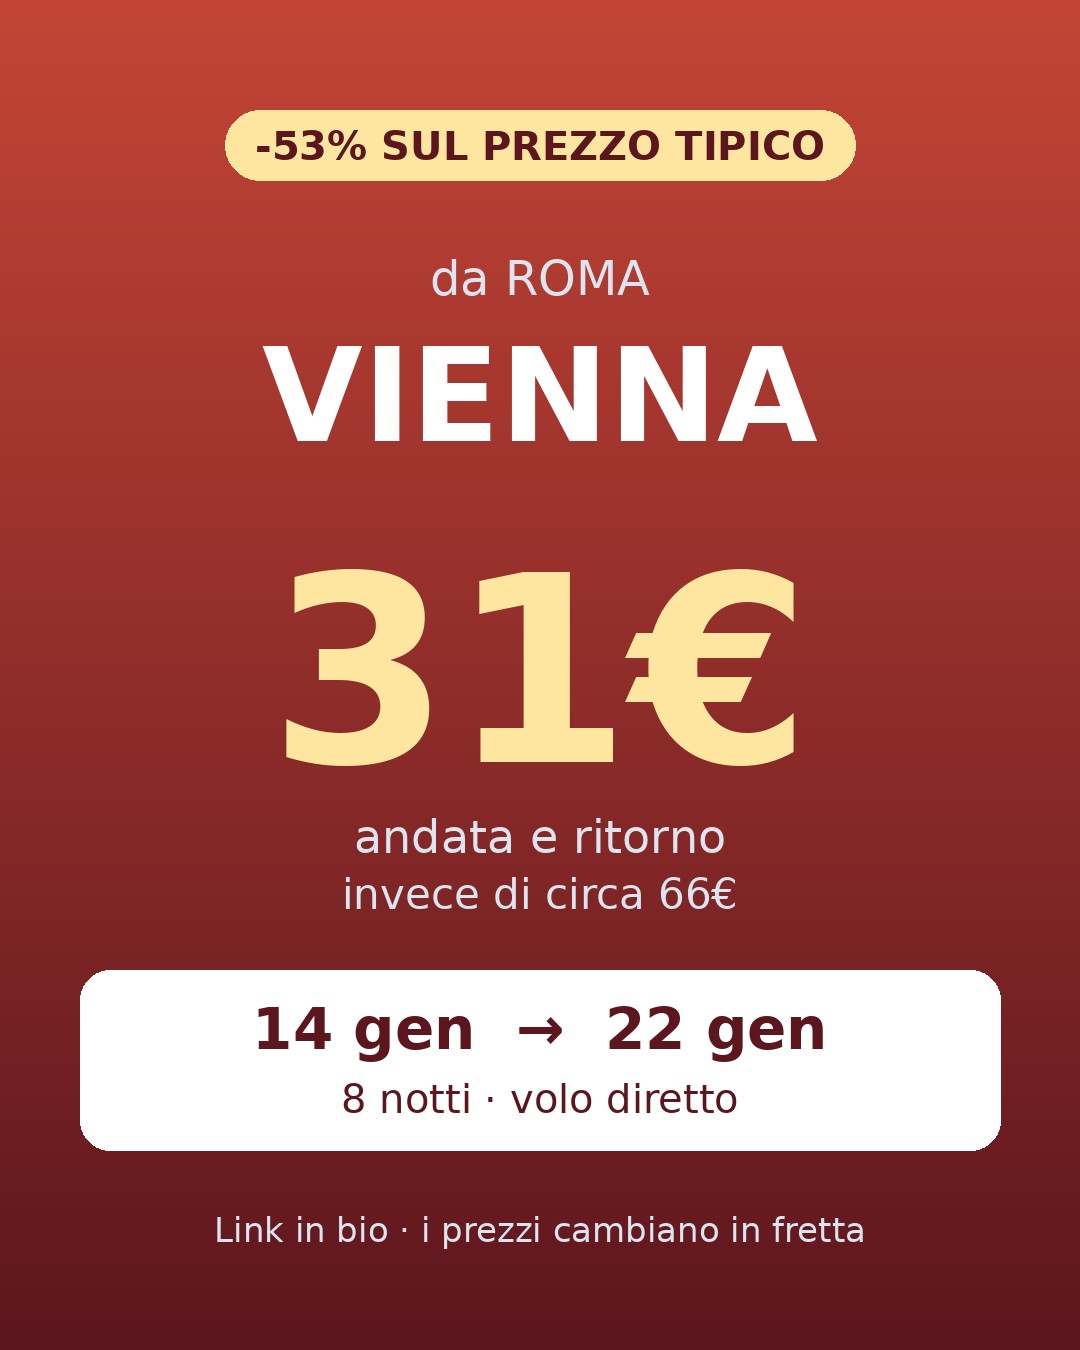 -53% SUL PREZZO TIPICO
da ROMA
VIENNA
31€
andata e ritorno
invece di circa 66€
14 gen → 22 gen
8 notti · volo diretto
Link in bio · i prezzi cambiano in fretta